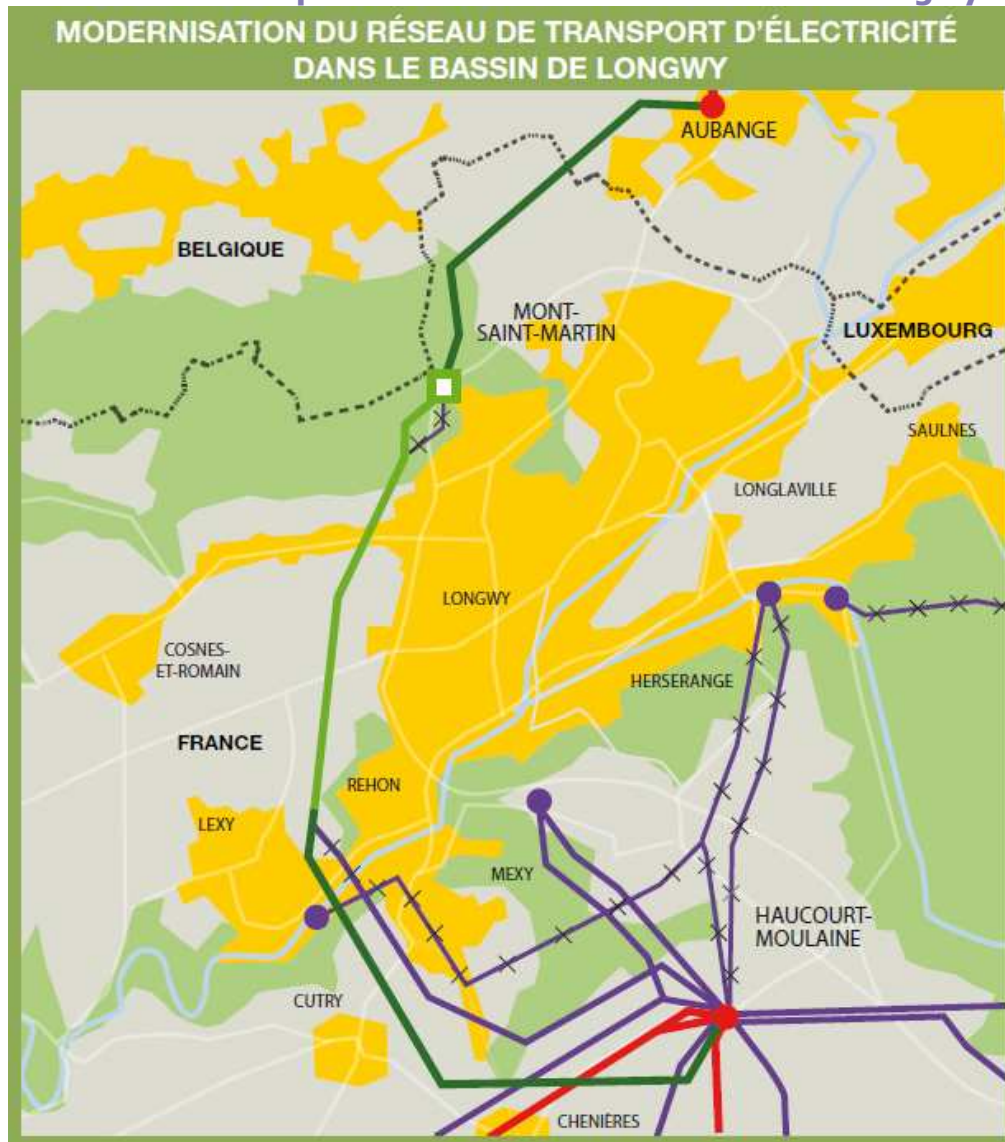 MODERNISATION DU RÉSEAU DE TRANSPORT D'ÉLECTRICITÉ
DANS LE BASSIN DE LONGWY
AUBANGE
BELGIQUE
MONT-
SAINT-MARTIN
LUXEMBOURG
SAULNES
LONGLAVILLE
LONGWY
COSNES-
ET-ROMAIN
HERSERANGE
FRANCE
REHON
LEXY
MEXY
HAUCOURT-
MOULAINE
CUTRY
CHENIÈRES